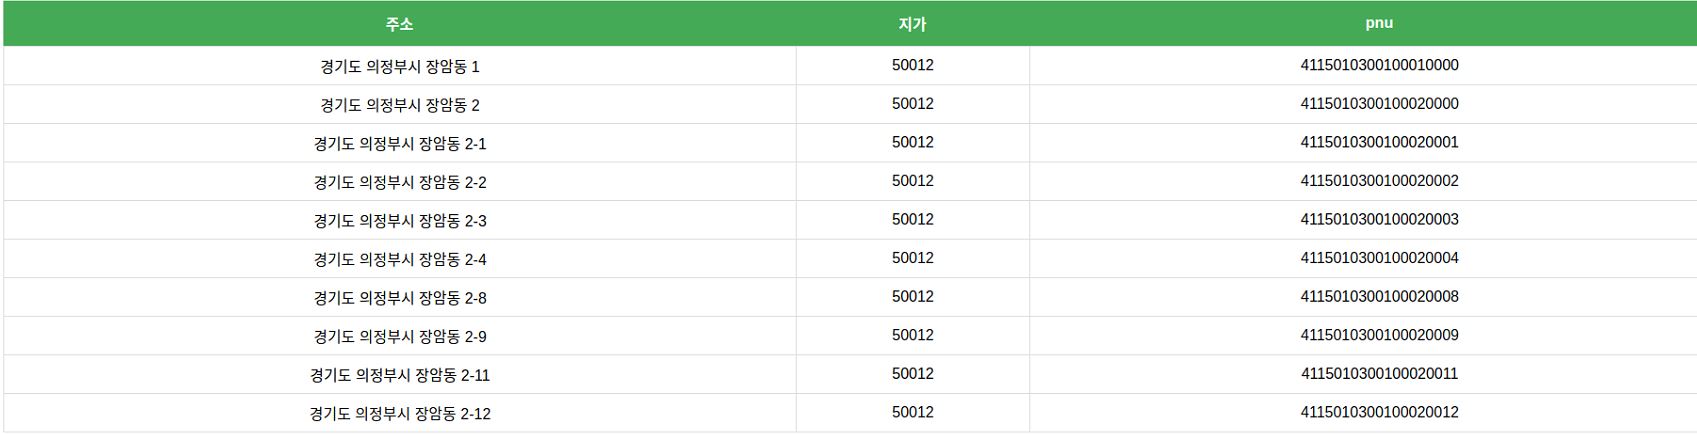 주소 지가 pnu
경기도 의정부시 장암동 1 50012 4115010300100010000
경기도 의정부시 장암동 2 50012 4115010300100020000
경기도 의정부시 장암동 2-1 50012 4115010300100020001
경기도 의정부시 장암동 2-2 50012 4115010300100020002
경기도 의정부시 장암동 2-3 50012 4115010300100020003
경기도 의정부시 장암동 2-4 50012 4115010300100020004
경기도 의정부시 장암동 2-8 50012 4115010300100020008
경기도 의정부시 장암동 2-9 50012 4115010300100020009
경기도 의정부시 장암동 2-11 50012 4115010300100020011
경기도 의정부시 장암동 2-12 50012 4115010300100020012